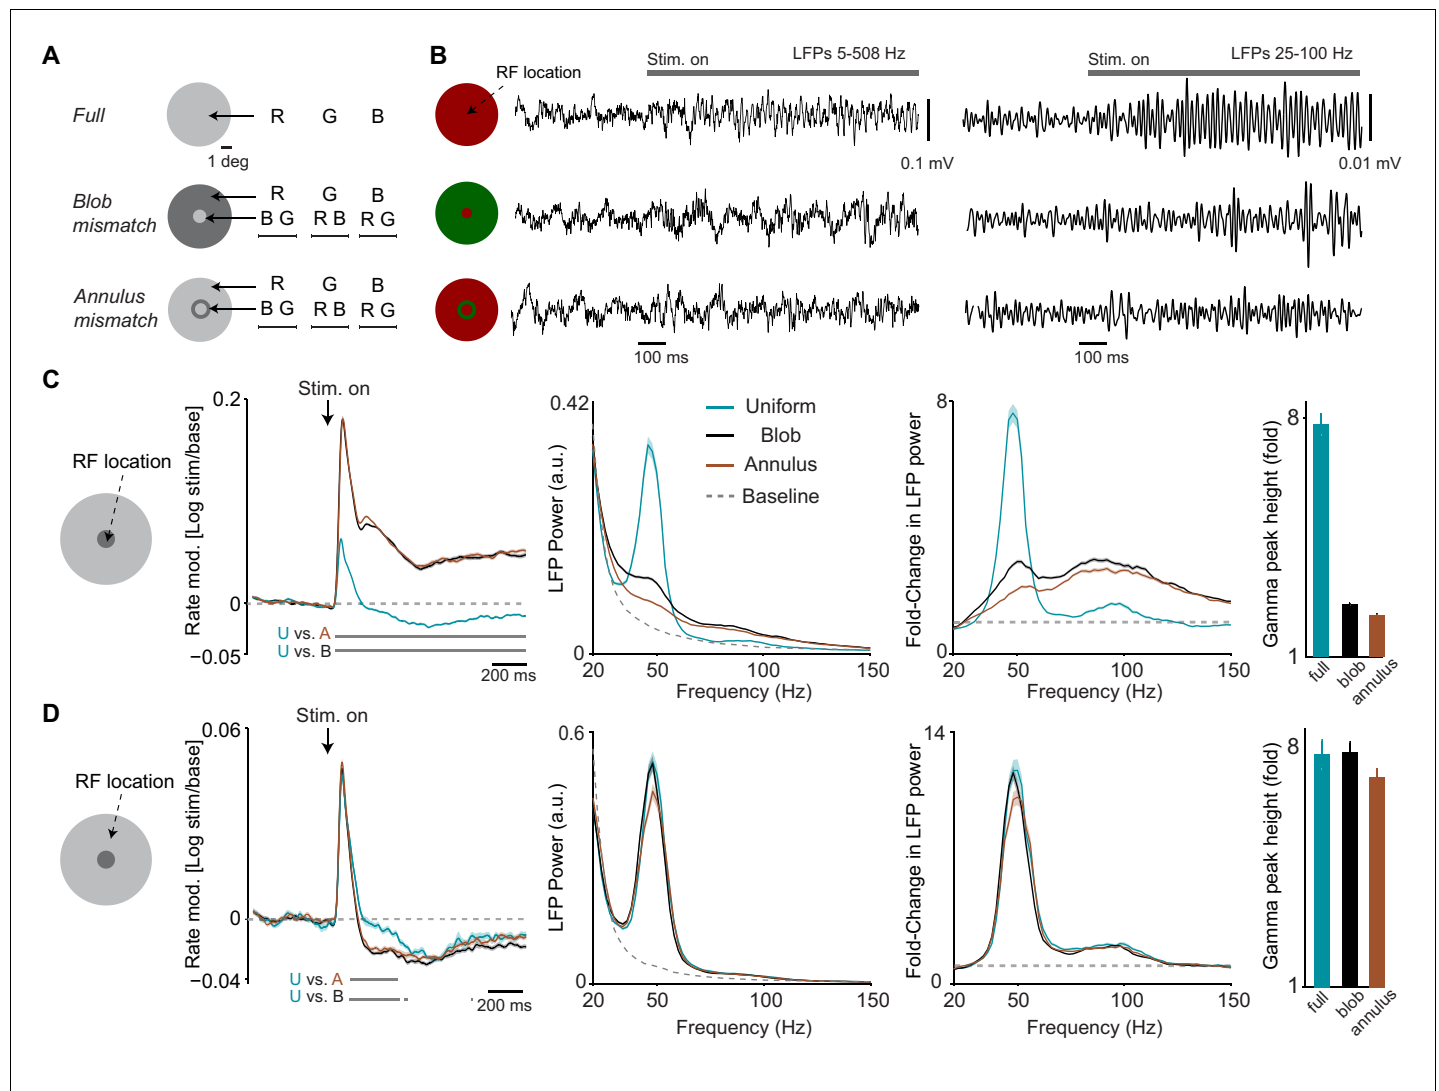 A
Full
R G B
1 deg
Blob
mismatch
R G B
B G R B R G
Annulus
mismatch
R G B
B G R B R G
B
RF location
Stim. on
LFPs 5-508 Hz
0.1 mV
100 ms
Stim. on
LFPs 25-100 Hz
0.01 mV
100 ms
C
RF location
Rate mod. [Log stim/base]
0.2
0
−0.05
Stim. on
U vs. A
U vs. B
200 ms
LFP Power (a.u.)
0.42
0
20 50 100 150
Frequency (Hz)
Uniform
Blob
Annulus
Baseline
Fold-Change in LFP power
8
0
20 50 100 150
Frequency (Hz)
Gamma peak height (fold)
8
1
full
blob
annulus
D
RF location
Rate mod. [Log stim/base]
0.06
0
−0.04
Stim. on
U vs. A
U vs. B
200 ms
LFP Power (a.u.)
0.6
0
20 50 100 150
Frequency (Hz)
Fold-Change in LFP power
14
0
20 50 100 150
Frequency (Hz)
Gamma peak height (fold)
8
1
full
blob
annulus